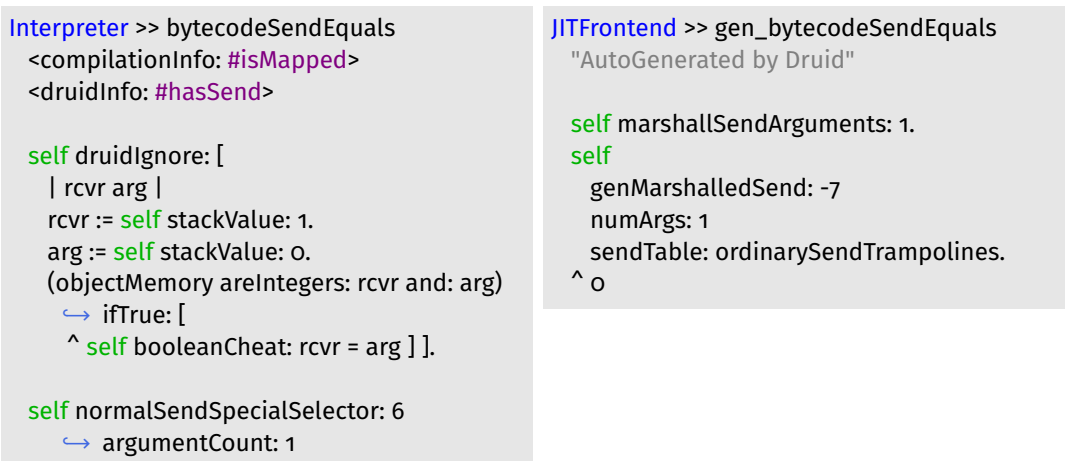 Interpreter >> bytecodeSendEquals
<compilationInfo: #isMapped>
<druidInfo: #hasSend>
self druidIgnore: [
| rcvr arg |
rcvr := self stackValue: 1.
arg := self stackValue: 0.
(objectMemory areIntegers: rcvr and: arg)
↪ ifTrue: [
^ self booleanCheat: rcvr = arg ] ].
self normalSendSpecialSelector: 6
↪ argumentCount: 1
JITFrontend >> gen_bytecodeSendEquals
"AutoGenerated by Druid"
self marshallSendArguments: 1.
self
genMarshalledSend: -7
numArgs: 1
sendTable: ordinarySendTrampolines.
^ 0